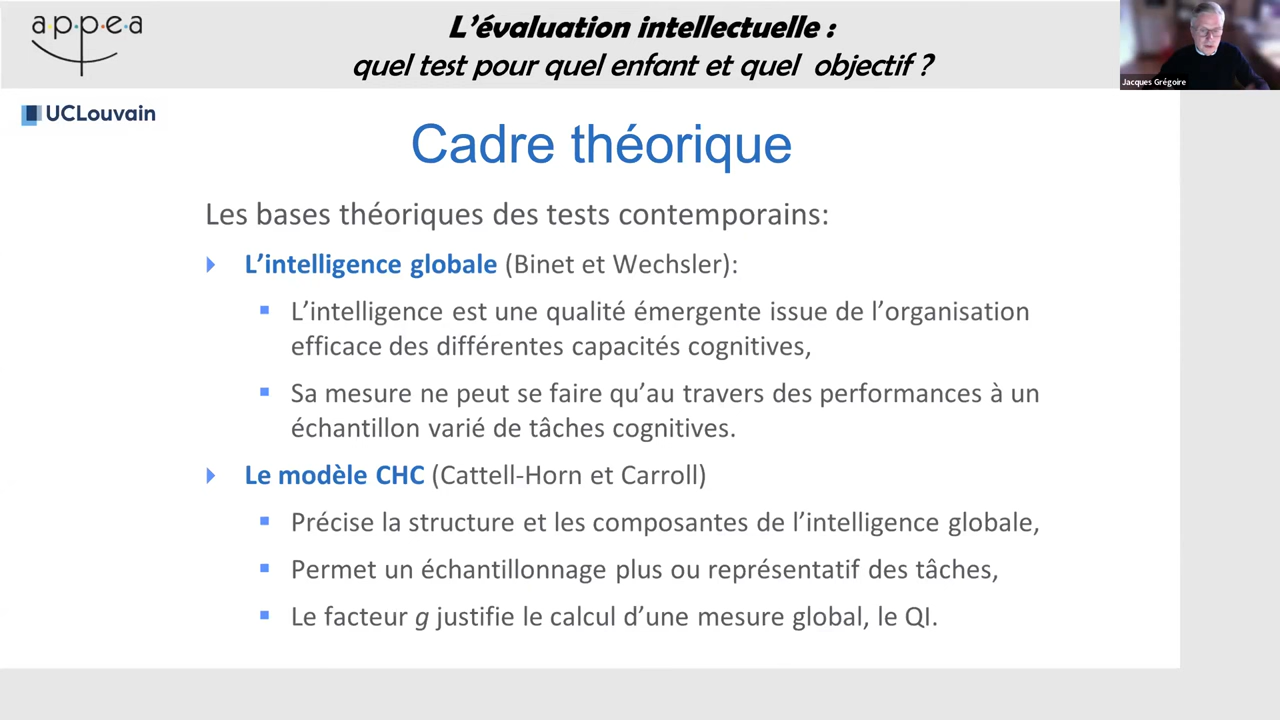 a.p.p.e.a
L'évaluation intellectuelle :
quel test pour quel enfant et quel objectif ?
Jacques Grégoire
UCLouvain
Cadre théorique
Les bases théoriques des tests contemporains:
L'intelligence globale (Binet et Wechsler):
L'intelligence est une qualité émergente issue de l'organisation
efficace des différentes capacités cognitives,
Sa mesure ne peut se faire qu'au travers des performances à un
échantillon varié de tâches cognitives.
Le modèle CHC (Cattell-Horn et Carroll)
Précise la structure et les composantes de l'intelligence globale,
Permet un échantillonnage plus ou représentatif des tâches,
Le facteur g justifie le calcul d'une mesure global, le QI.